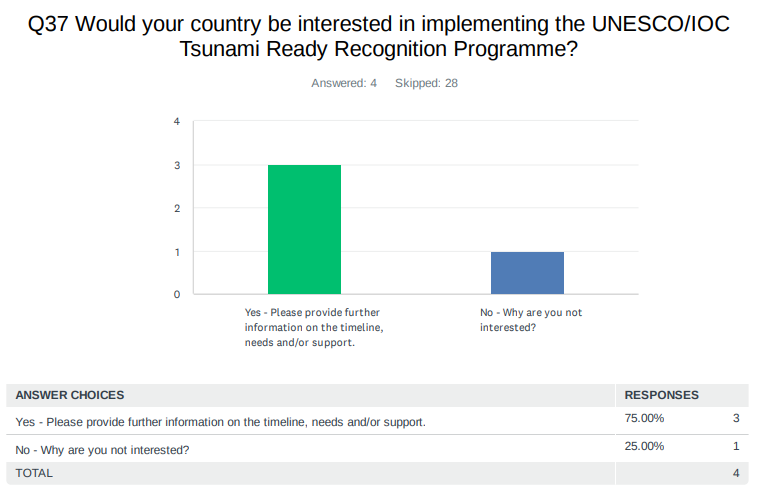 Q37 Would your country be interested in implementing the UNESCO/IOC
Tsunami Ready Recognition Programme?
Answered: 4 Skipped: 28
4
3
2
1
0
Yes - Please provide further
information on the timeline,
needs and/or support.
No - Why are you not
interested?
ANSWER CHOICES RESPONSES
Yes - Please provide further information on the timeline, needs and/or support. 75.00% 3
No - Why are you not interested? 25.00% 1
TOTAL 4